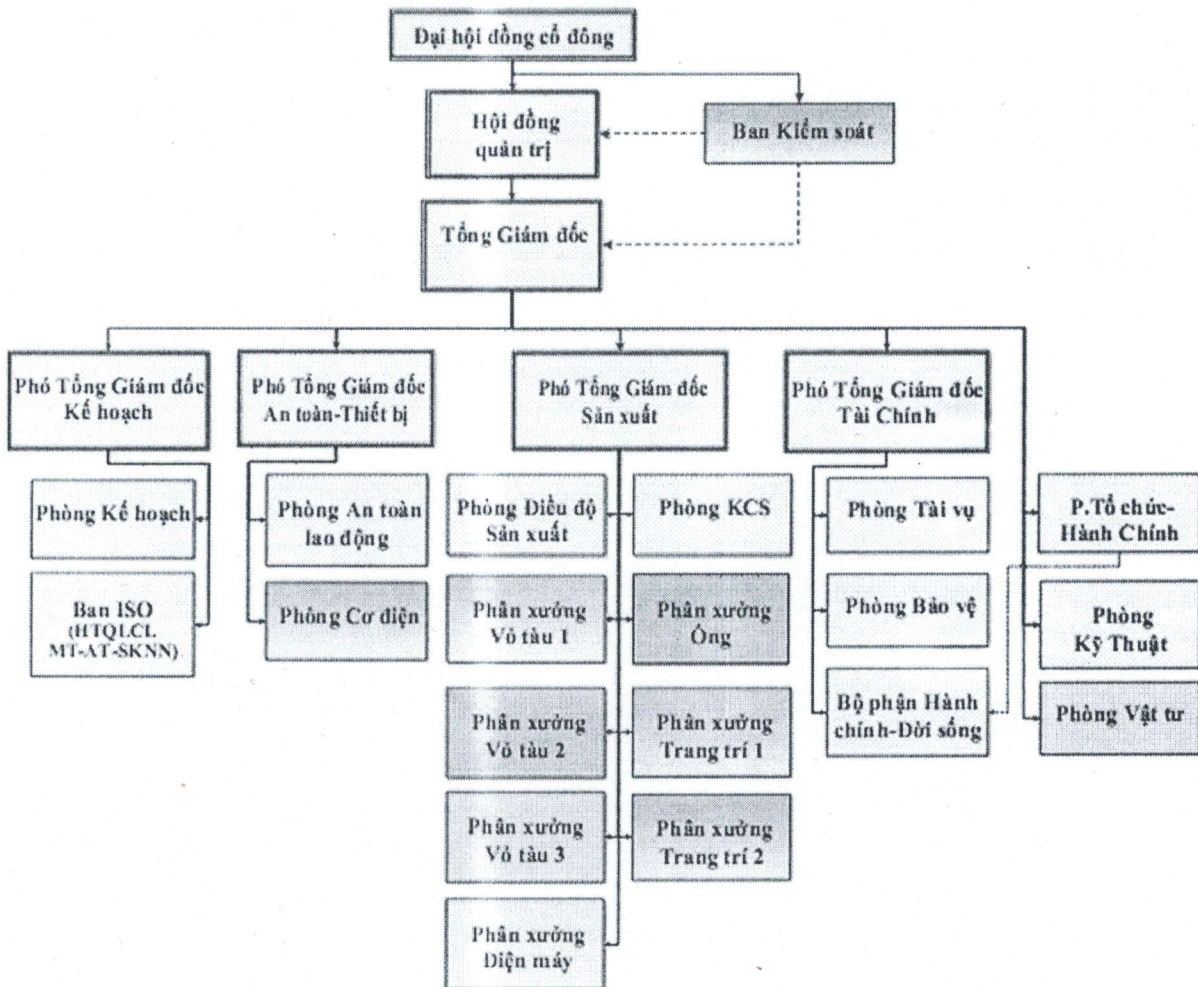 Đại hội đồng cổ đông
Hội đồng
quản trị
Ban Kiểm soát
Tổng Giám đốc
Phó Tổng Giám đốc
Kế hoạch
Phó Tổng Giám đốc
An toàn-Thiết bị
Phó Tổng Giám đốc
Sản xuất
Phó Tổng Giám đốc
Tài Chính
Phòng Kế hoạch
Phòng An toàn
lao động
Phòng Điều độ
Sản xuất
Phòng KCS
Phòng Tài vụ
P.Tổ chức-
Hành Chính
Ban ISO
(HTQLCL
MT-AT-SKNN)
Phòng Cơ điện
Phân xưởng
Vỏ tàu 1
Phân xưởng
Ống
Phòng Bảo vệ
Phòng
Kỹ Thuật
Phân xưởng
Vỏ tàu 2
Phân xưởng
Trang trí 1
Bộ phận Hành
chính-Đời sống
Phòng Vật tư
Phân xưởng
Vỏ tàu 3
Phân xưởng
Trang trí 2
Phân xưởng
Điện máy